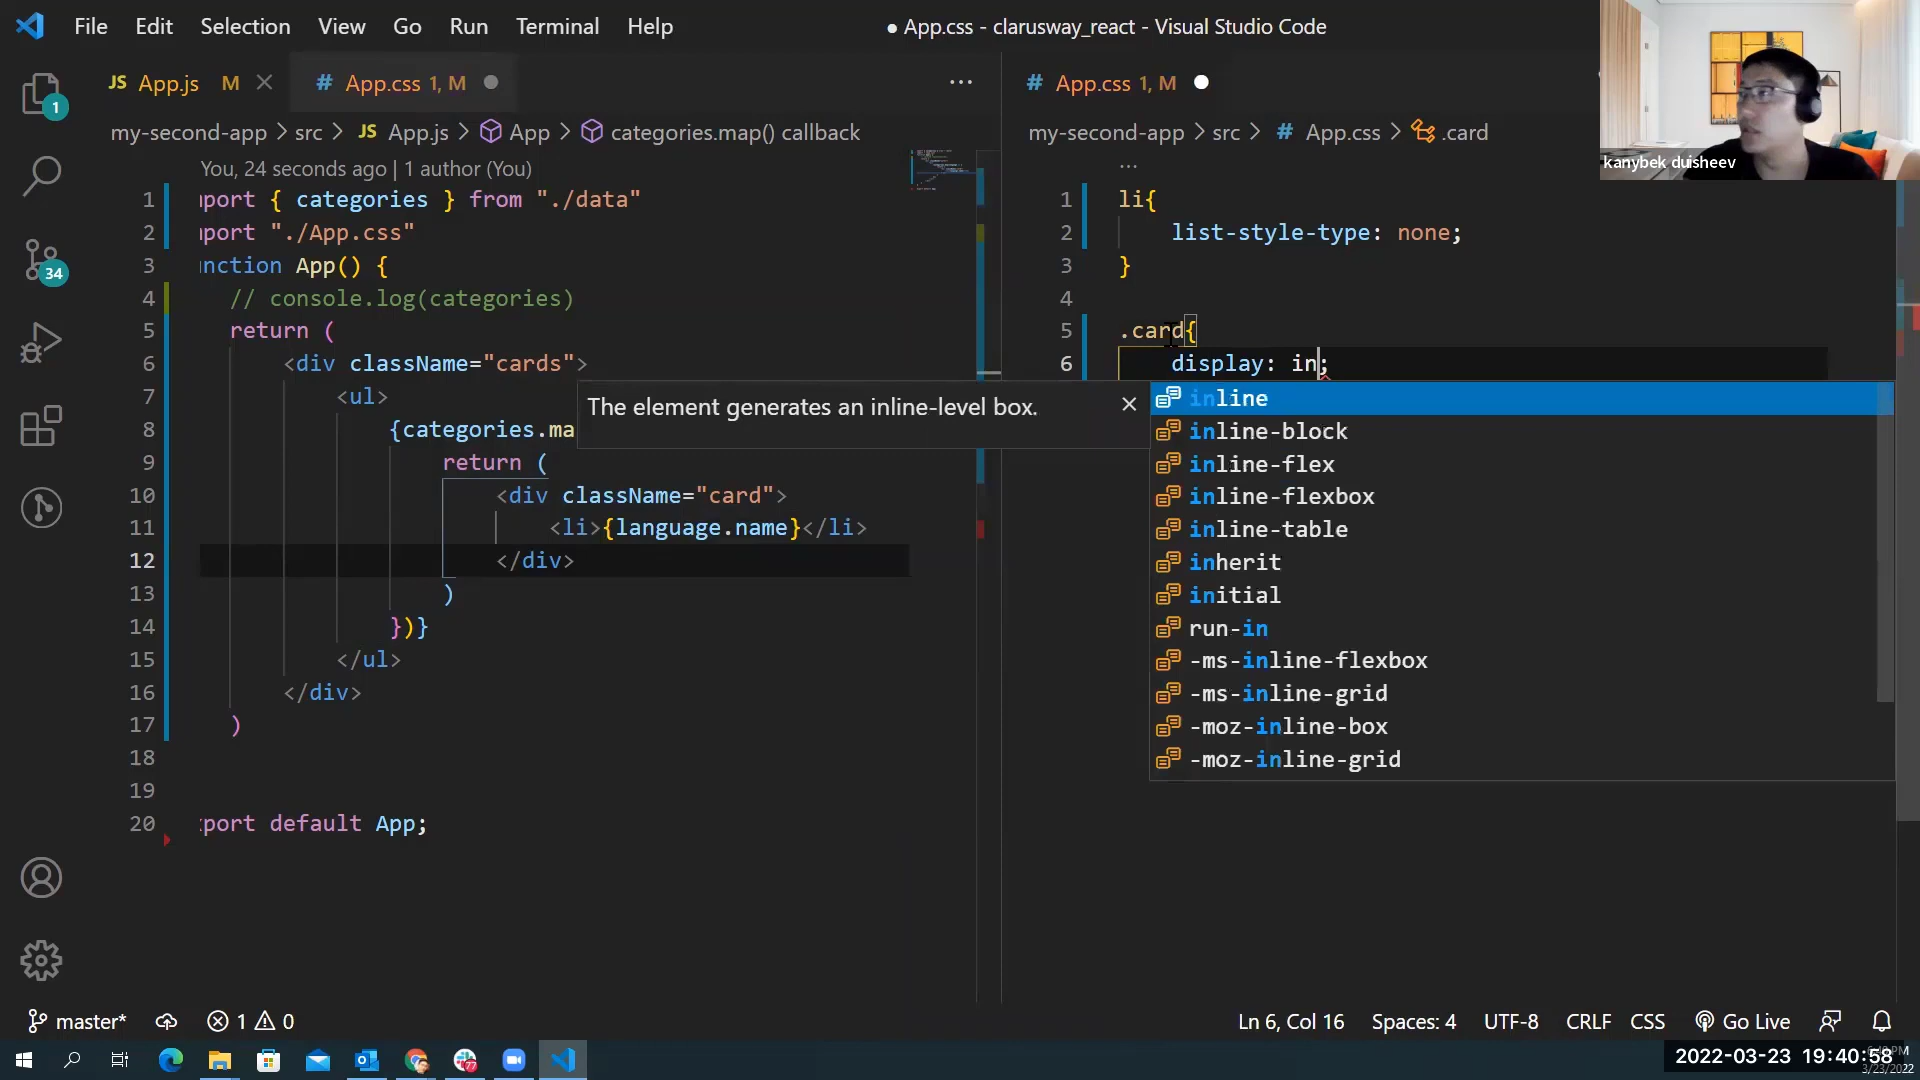 File Edit Selection View Go Run Terminal Help
● App.css - clarusway_react - Visual Studio Code
kanybek duisheev
JS App.js M
# App.css 1, M
# App.css 1, M
my-second-app > src > JS App.js > App > categories.map() callback
my-second-app > src > # App.css > .card
You, 24 seconds ago | 1 author (You)
1 port { categories } from "./data"
2 port "./App.css"
3 nction App() {
4 // console.log(categories)
5 return (
6 <div className="cards">
7 <ul>
8 {categories.ma
9 return (
10 <div className="card">
11 <li>{language.name}</li>
12 </div>
13 )
14 })}
15 </ul>
16 </div>
17 )
18
19
20 port default App;
...
1 li{
2 list-style-type: none;
3 }
4
5 .card{
6 display: in;
The element generates an inline-level box.
inline
inline-block
inline-flex
inline-flexbox
inline-table
inherit
initial
run-in
-ms-inline-flexbox
-ms-inline-grid
-moz-inline-box
-moz-inline-grid
1
34
master* 1 0
Ln 6, Col 16 Spaces: 4 UTF-8 CRLF CSS Go Live
77
2022-03-23 19:40:58
3/23/2022